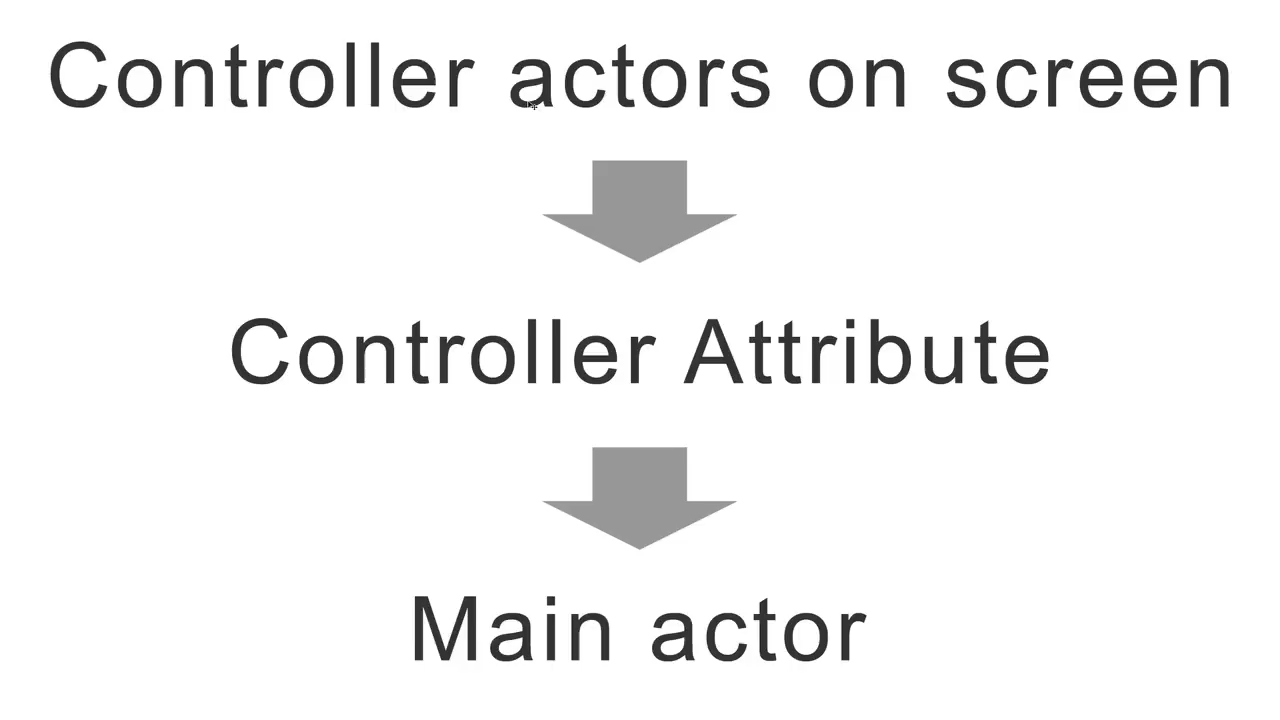 Controller actors on screen
Controller Attribute
Main actor